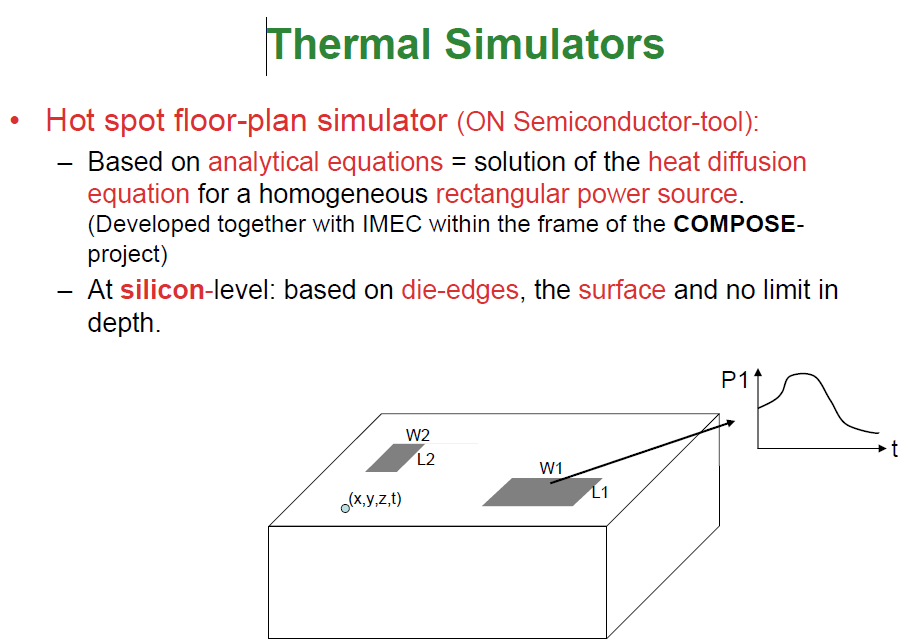 Thermal Simulators
• Hot spot floor-plan simulator (ON Semiconductor-tool):
– Based on analytical equations = solution of the heat diffusion
equation for a homogeneous rectangular power source.
(Developed together with IMEC within the frame of the COMPOSE-
project)
– At silicon-level: based on die-edges, the surface and no limit in
depth.
P1
t
W2
L2
W1
L1
(x,y,z,t)